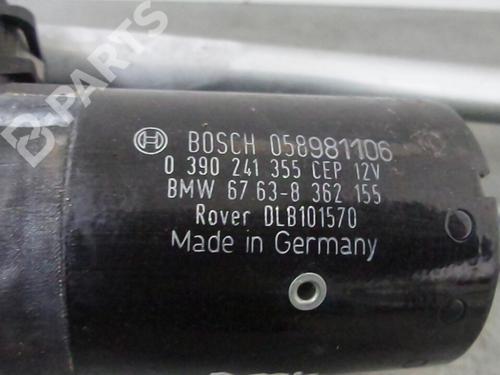 B-PARTS
BOSCH 058981106
0 390 241 355 CEP 12V
BMW 67 63-8 362 155
Rover DLB101570
Made in Germany